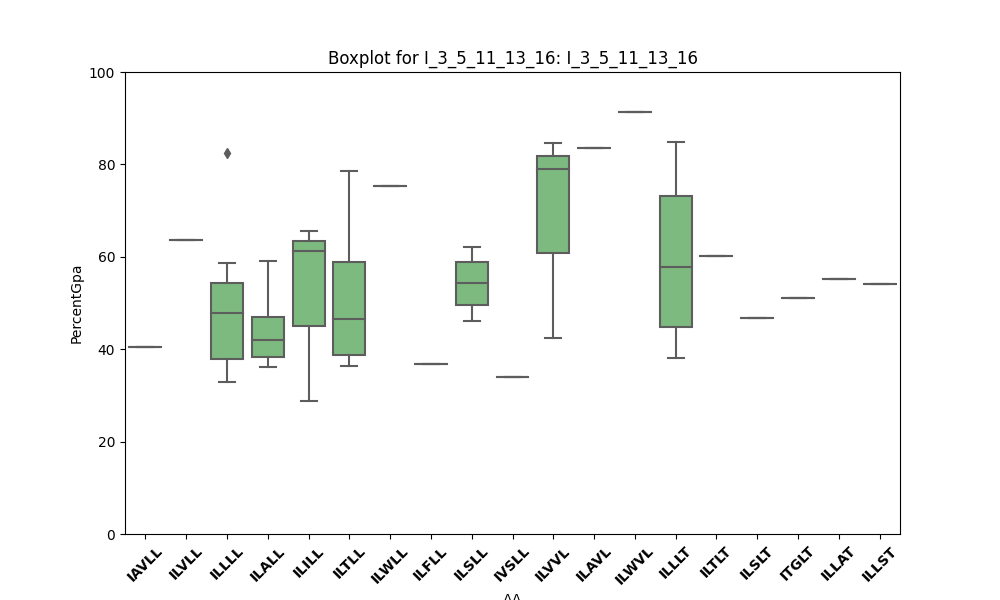 Boxplot for I_3_5_11_13_16: I_3_5_11_13_16
100
80
60
40
20
0
PercentGpa
IAVLL
ILVLL
ILLLL
ILALL
ILILL
ILTLL
ILWLL
ILFLL
ILSLL
IVSLL
ILVVL
ILAVL
ILWVL
ILLLT
ILTLT
ILSLT
ITGLT
ILLAT
ILLST
AA